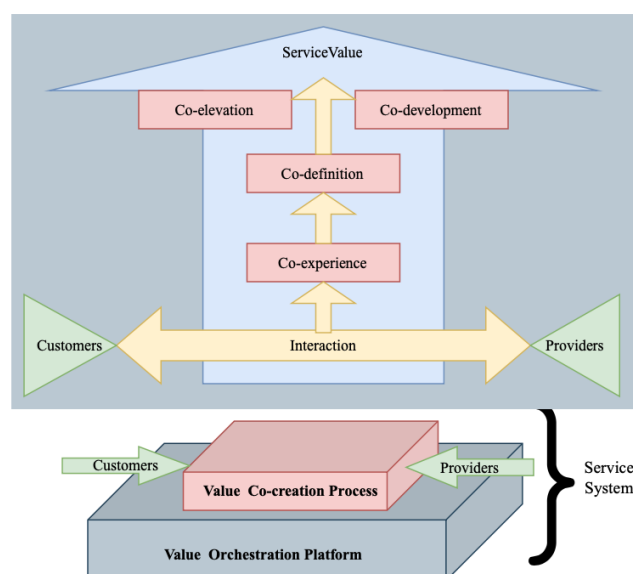 ServiceValue
Co-elevation
Co-development
Co-definition
Co-experience
Customers
Interaction
Providers
Customers
Providers
Service
System
Value Co-creation Process
Value Orchestration Platform